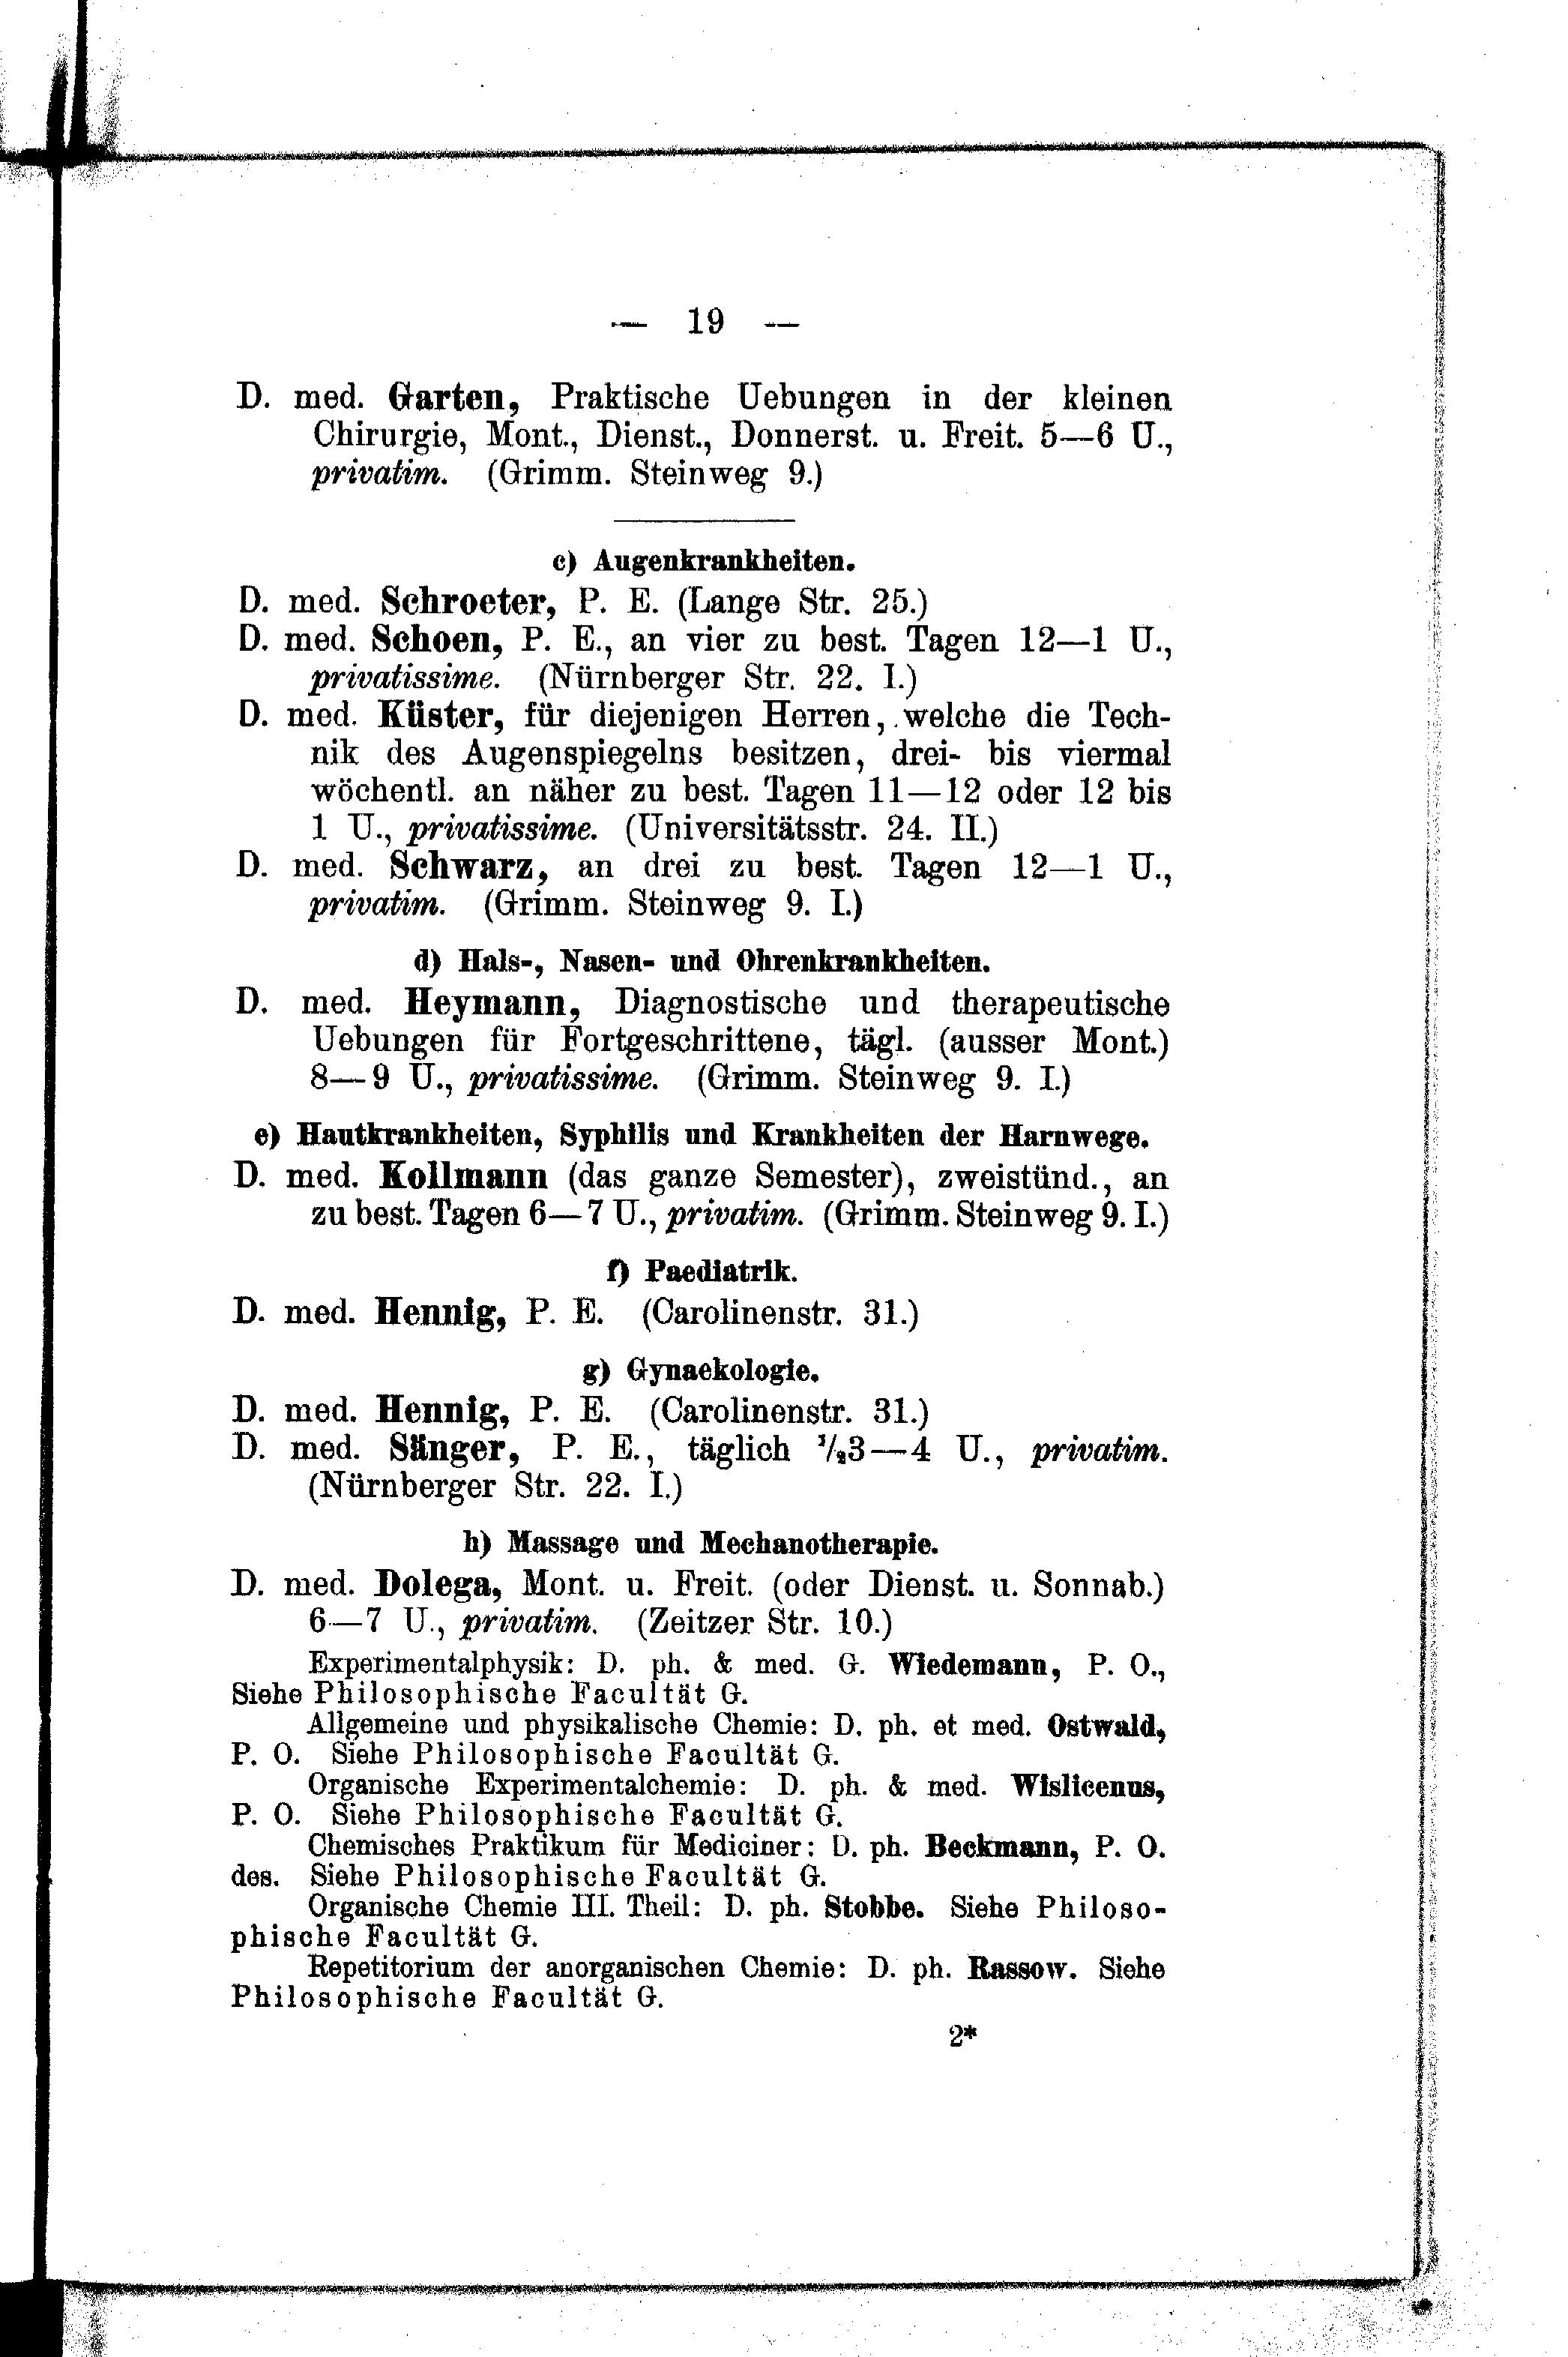 — 19 —
D. med. Garten, Praktische Uebungen in der kleinen
Chirurgie, Mont., Dienst., Donnerst. u. Freit. 5—6 U.,
privatim. (Grimm. Steinweg 9.)
c) Augenkrankheiten.
D. med. Schroeter, P. E. (Lange Str. 25.)
D. med. Schoen, P. E., an vier zu best. Tagen 12—1 U.,
privatissime. (Nürnberger Str. 22. I.)
D. med. Küster, für diejenigen Herren, welche die Tech-
nik des Augenspiegelns besitzen, drei- bis viermal
wöchentl. an näher zu best. Tagen 11—12 oder 12 bis
1 U., privatissime. (Universitätsstr. 24. II.)
D. med. Schwarz, an drei zu best. Tagen 12—1 U.,
privatim. (Grimm. Steinweg 9. I.)
d) Hals-, Nasen- und Ohrenkrankheiten.
D. med. Heymann, Diagnostische und therapeutische
Uebungen für Fortgeschrittene, tägl. (ausser Mont.)
8—9 U., privatissime. (Grimm. Steinweg 9. I.)
e) Hautkrankheiten, Syphilis und Krankheiten der Harnwege.
D. med. Kollmann (das ganze Semester), zweistünd., an
zu best. Tagen 6—7 U., privatim. (Grimm. Steinweg 9. I.)
f) Paediatrik.
D. med. Hennig, P. E. (Carolinenstr. 31.)
g) Gynaekologie.
D. med. Hennig, P. E. (Carolinenstr. 31.)
D. med. Sänger, P. E., täglich ½3—4 U., privatim.
(Nürnberger Str. 22. I.)
h) Massage und Mechanotherapie.
D. med. Dolega, Mont. u. Freit. (oder Dienst. u. Sonnab.)
6—7 U., privatim. (Zeitzer Str. 10.)
Experimentalphysik: D. ph. & med. G. Wiedemann, P. O.,
Siehe Philosophische Facultät G.
Allgemeine und physikalische Chemie: D. ph. et med. Ostwald,
P. O. Siehe Philosophische Facultät G.
Organische Experimentalchemie: D. ph. & med. Wislicenus,
P. O. Siehe Philosophische Facultät G.
Chemisches Praktikum für Mediciner: D. ph. Beckmann, P. O.
des. Siehe Philosophische Facultät G.
Organische Chemie III. Theil: D. ph. Stobbe. Siehe Philoso-
phische Facultät G.
Repetitorium der anorganischen Chemie: D. ph. Rassow. Siehe
Philosophische Facultät G.
2*